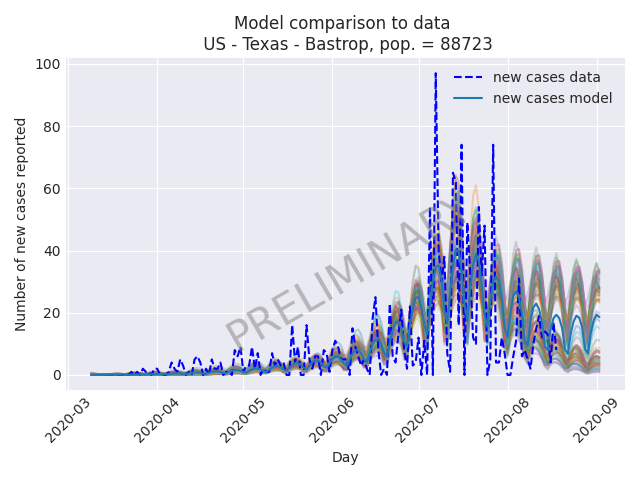 Model comparison to data
US - Texas - Bastrop, pop. = 88723
new cases data
new cases model
PRELIMINARY
Number of new cases reported
100
80
60
40
20
0
2020-03
2020-04
2020-05
2020-06
2020-07
2020-08
2020-09
Day